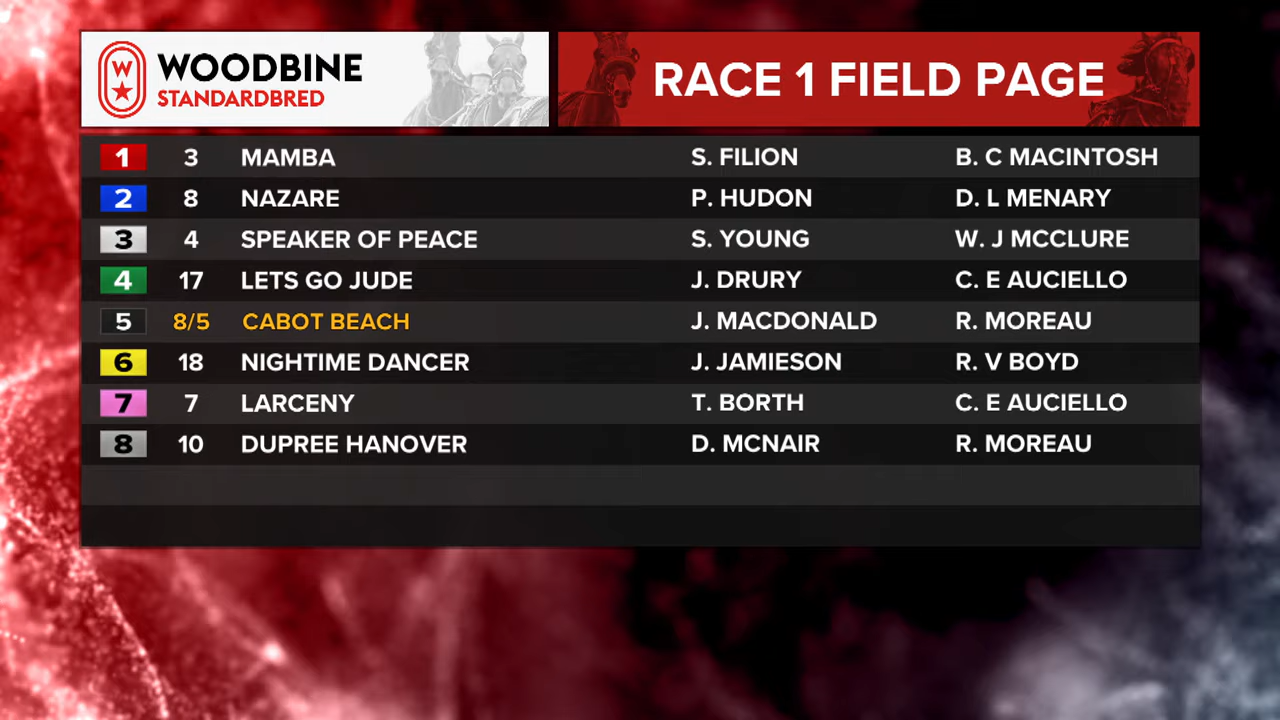 W
WOODBINE
STANDARDBRED
RACE 1 FIELD PAGE
1 3 MAMBA S. FILION B. C MACINTOSH
2 8 NAZARE P. HUDON D. L MENARY
3 4 SPEAKER OF PEACE S. YOUNG W. J MCCLURE
4 17 LETS GO JUDE J. DRURY C. E AUCIELLO
5 8/5 CABOT BEACH J. MACDONALD R. MOREAU
6 18 NIGHTIME DANCER J. JAMIESON R. V BOYD
7 7 LARCENY T. BORTH C. E AUCIELLO
8 10 DUPREE HANOVER D. MCNAIR R. MOREAU